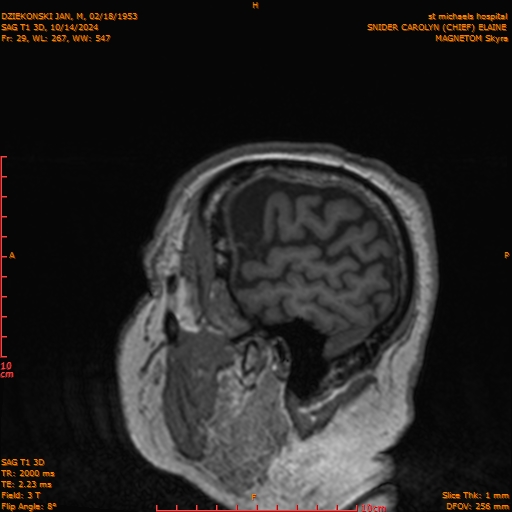 H
DZIEKONSKI JAN, M, 02/18/1953
SAG T1 3D, 10/14/2024
Fr: 29, WL: 267, WW: 547
st michaels hospital
SNIDER CAROLYN (CHIEF) ELAINE
MAGNETOM Skyra
A
P
10
cm
SAG T1 3D
TR: 2000 ms
TE: 2.23 ms
Field: 3 T
Flip Angle: 8°
F
10cm
Slice Thk: 1 mm
DFOV: 256 mm